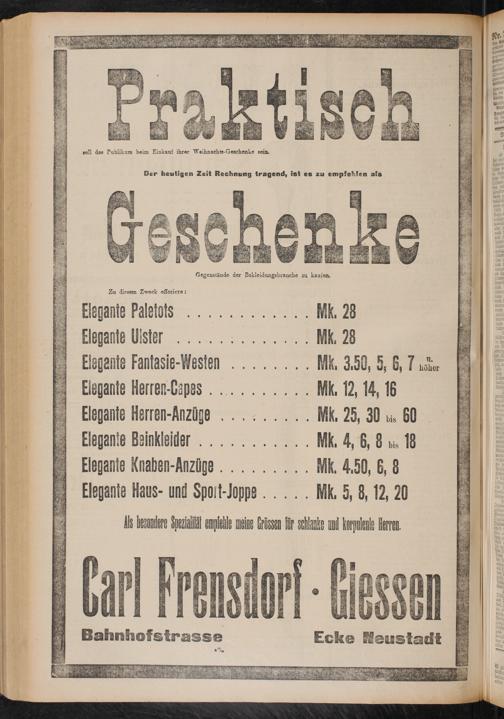 Praktisch
soll das Publikum beim Einkauf ihrer Weihnachts-Geschenke sein.
Der heutigen Zeit Rechnung tragend, ist es zu empfehlen als
Geschenke
Gegenstände der Bekleidungsbranche zu kaufen.
Zu diesem Zweck offeriere:
Elegante Paletots . . . . . . . . . . . . Mk. 28
Elegante Ulster . . . . . . . . . . . . . Mk. 28
Elegante Fantasie-Westen . . . . . . . . Mk. 3.50, 5, 6, 7 u. höher
Elegante Herren-Capes . . . . . . . . . . Mk. 12, 14, 16
Elegante Herren-Anzüge . . . . . . . . . Mk. 25, 30 bis 60
Elegante Beinkleider . . . . . . . . . . . Mk. 4, 6, 8 bis 18
Elegante Knaben-Anzüge . . . . . . . . . Mk. 4.50, 6, 8
Elegante Haus- und Sport-Joppe . . . . . Mk. 5, 8, 12, 20
Als besondere Spezialität empfehle meine Grössen für schlanke und korpulente Herren.
Carl Frensdorf · Giessen
Bahnhofstrasse Ecke Neustadt